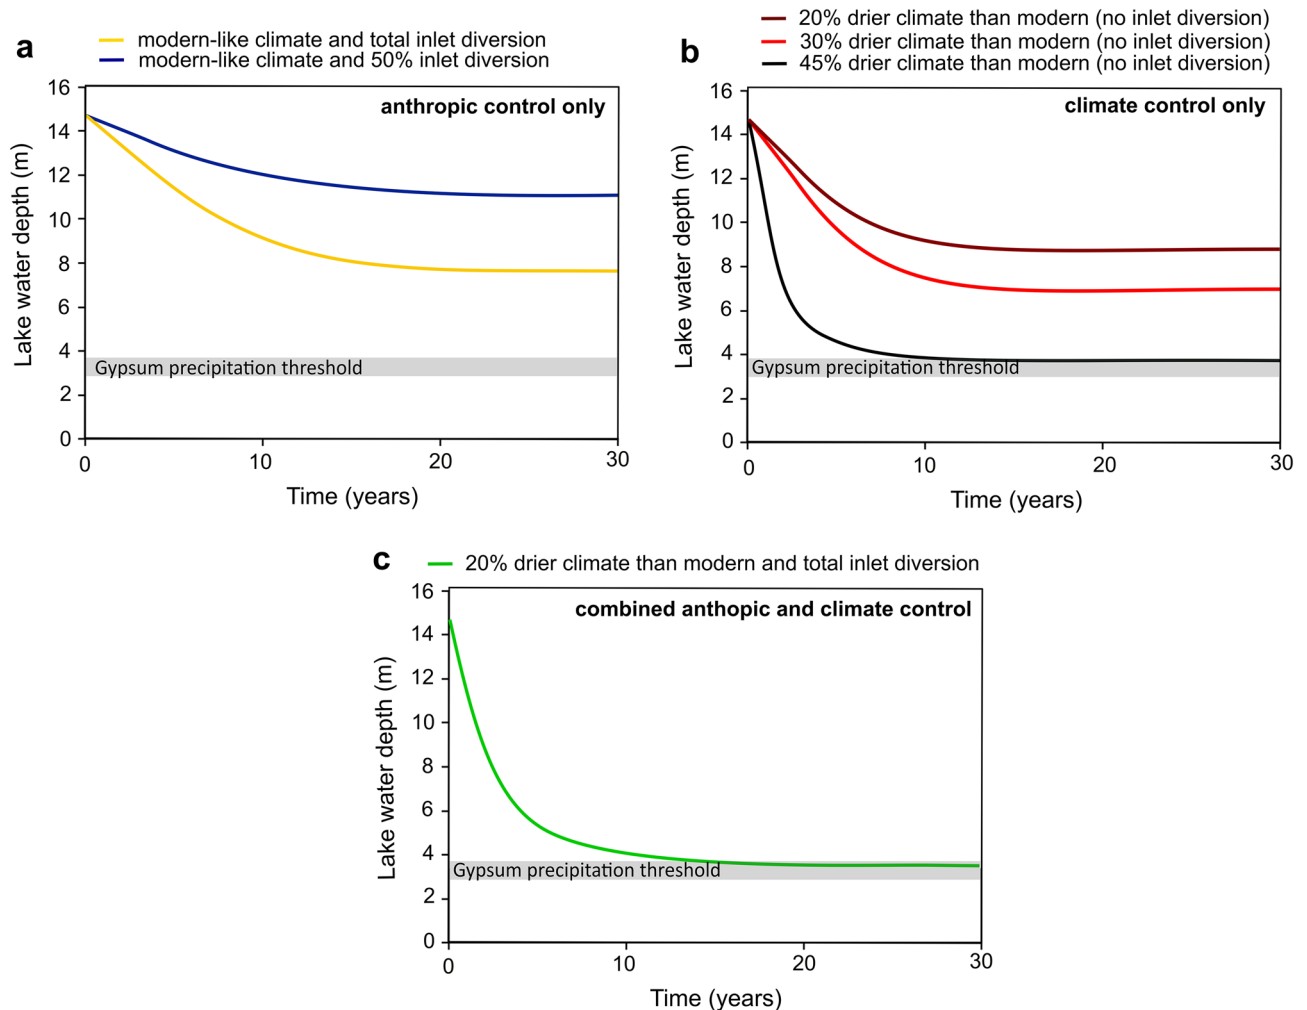 a
modern-like climate and total inlet diversion
modern-like climate and 50% inlet diversion
anthropic control only
Lake water depth (m)
16
14
12
10
8
6
4
2
0
Gypsum precipitation threshold
0
10
20
30
Time (years)
b
20% drier climate than modern (no inlet diversion)
30% drier climate than modern (no inlet diversion)
45% drier climate than modern (no inlet diversion)
climate control only
Lake water depth (m)
16
14
12
10
8
6
4
2
0
Gypsum precipitation threshold
0
10
20
30
Time (years)
c
20% drier climate than modern and total inlet diversion
combined anthopic and climate control
Lake water depth (m)
16
14
12
10
8
6
4
2
0
Gypsum precipitation threshold
0
10
20
30
Time (years)